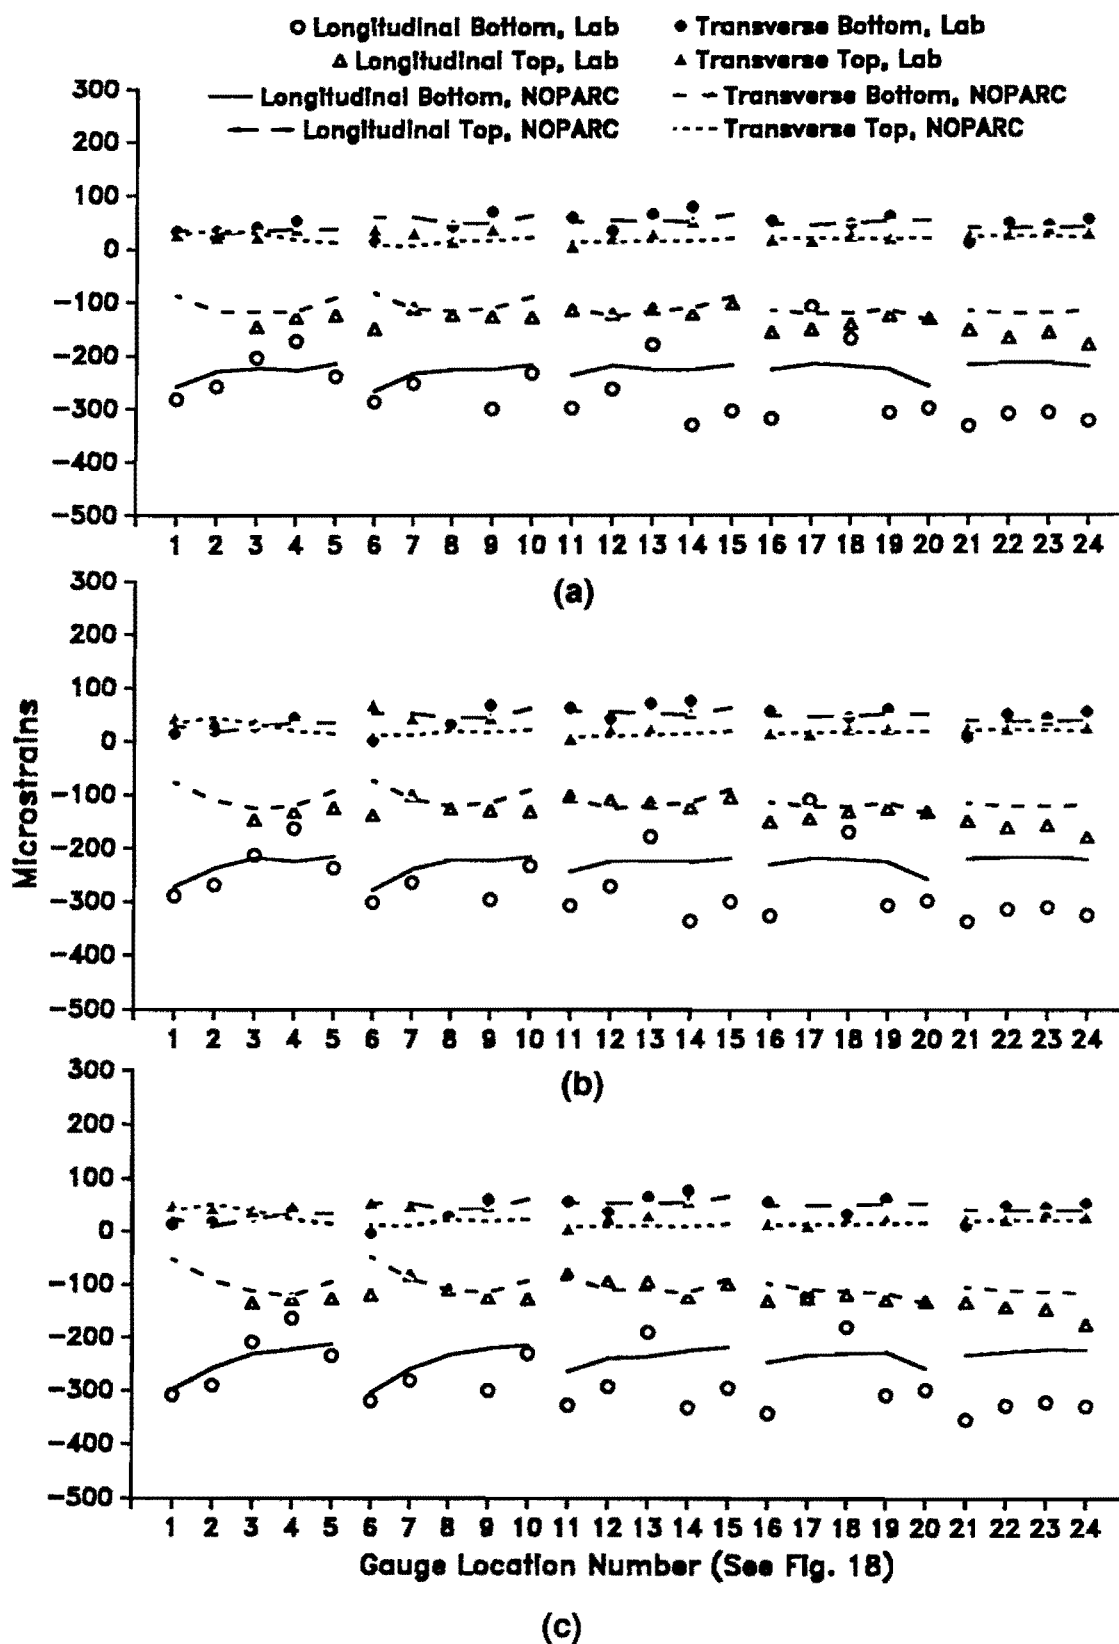 Longitudinal Bottom, Lab
Transverse Bottom, Lab
Longitudinal Top, Lab
Transverse Top, Lab
Longitudinal Bottom, NOPARC
Transverse Bottom, NOPARC
Longitudinal Top, NOPARC
Transverse Top, NOPARC
300
200
100
0
-100
-200
-300
-400
-500
1 2 3 4 5 6 7 8 9 10 11 12 13 14 15 16 17 18 19 20 21 22 23 24
(a)
Microstrains
300
200
100
0
-100
-200
-300
-400
-500
1 2 3 4 5 6 7 8 9 10 11 12 13 14 15 16 17 18 19 20 21 22 23 24
(b)
300
200
100
0
-100
-200
-300
-400
-500
1 2 3 4 5 6 7 8 9 10 11 12 13 14 15 16 17 18 19 20 21 22 23 24
Gauge Location Number (See Fig. 18)
(c)